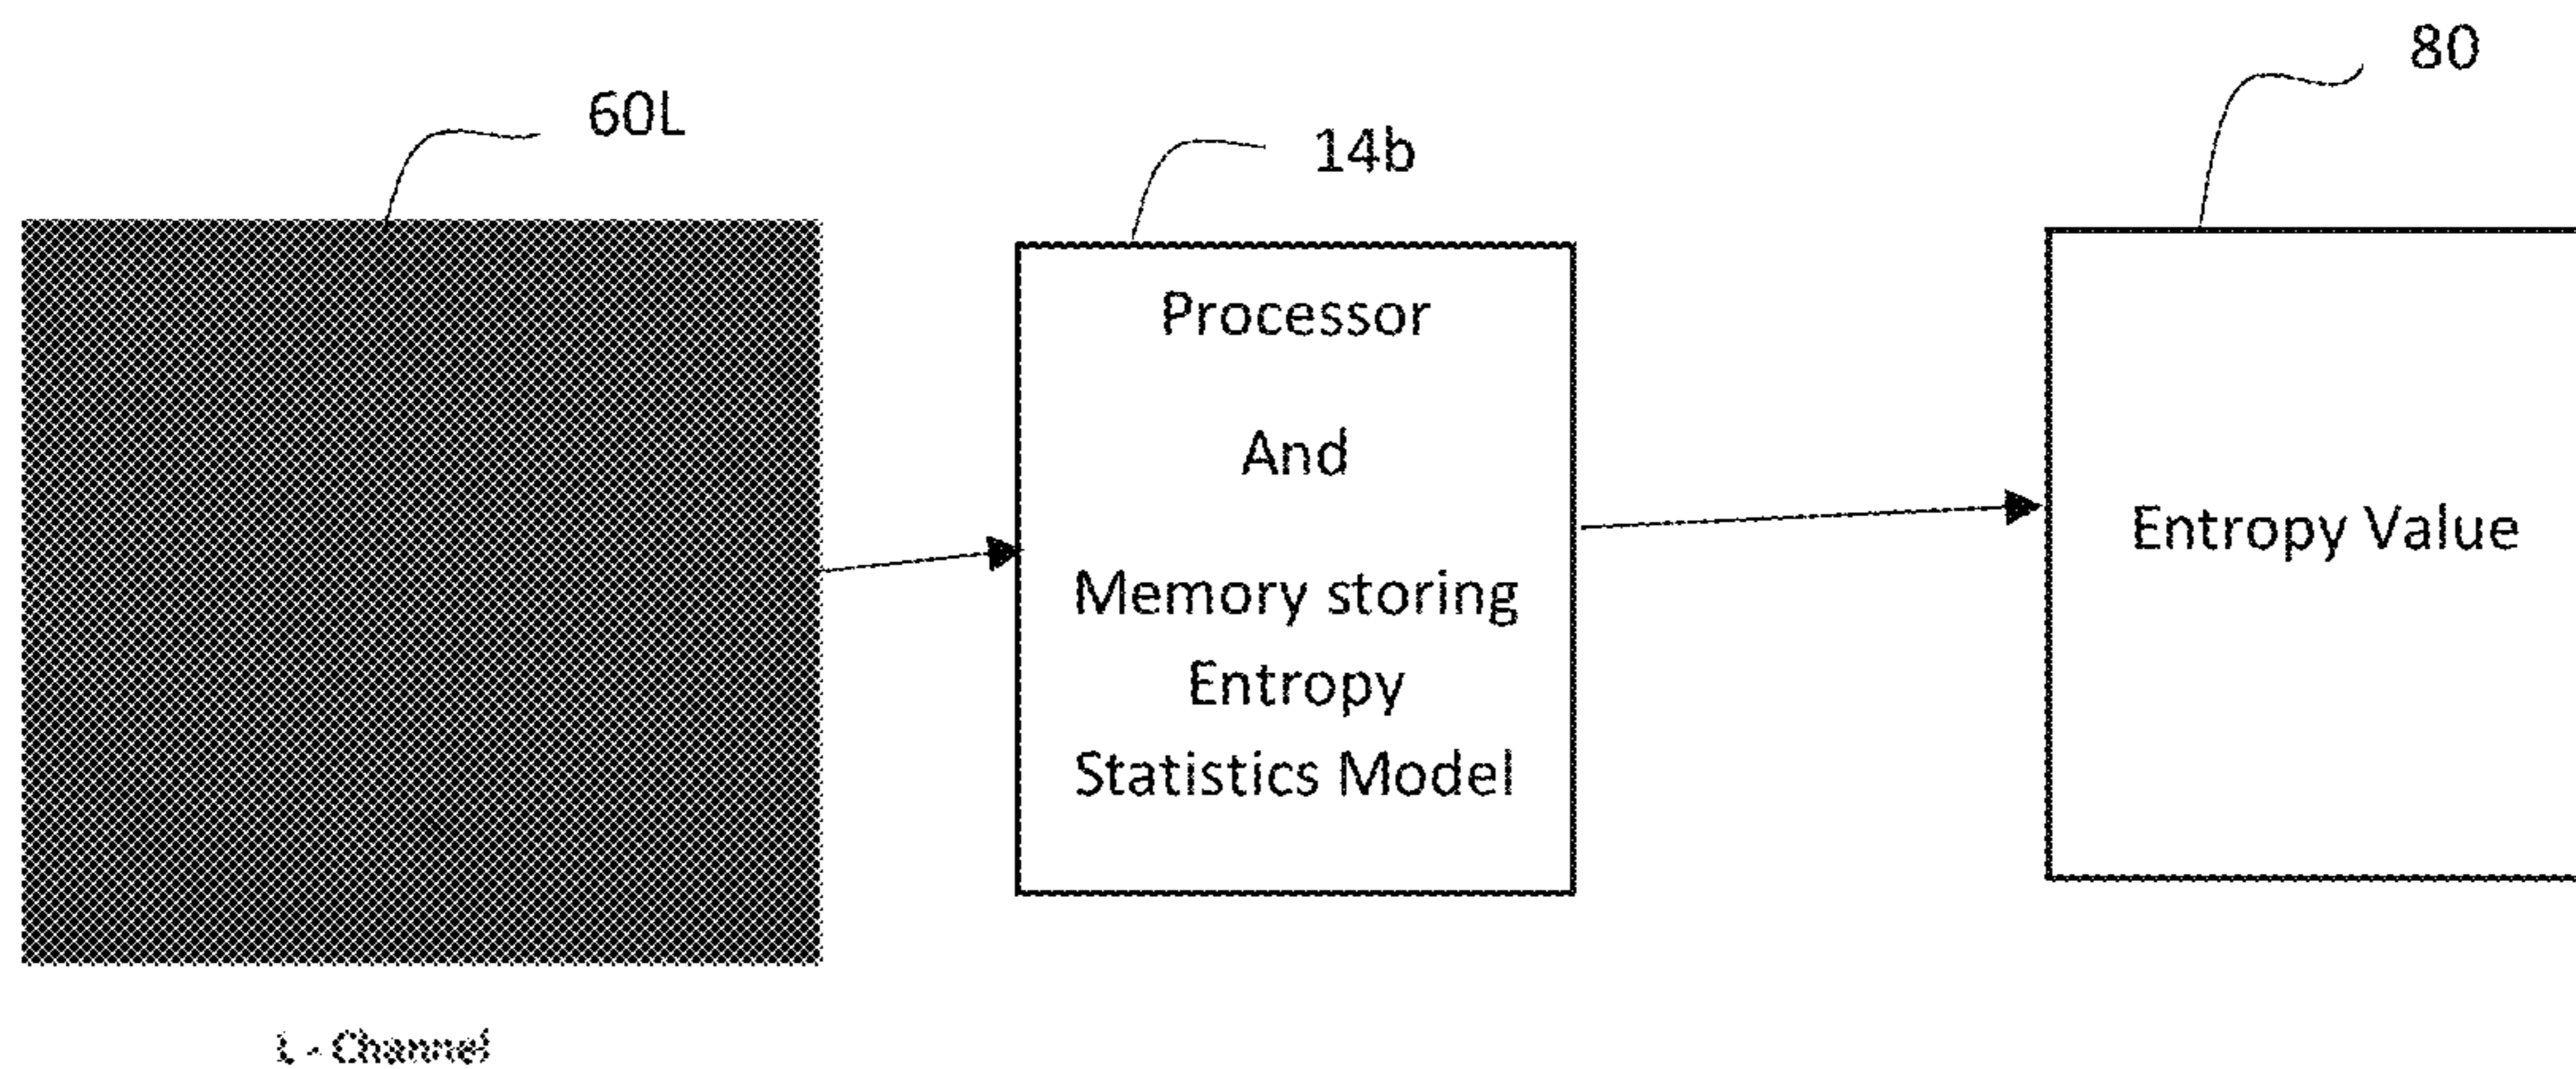 80
60L
14b
Processor
And
Memory storing
Entropy
Statistics Model
Entropy Value
L - Channel